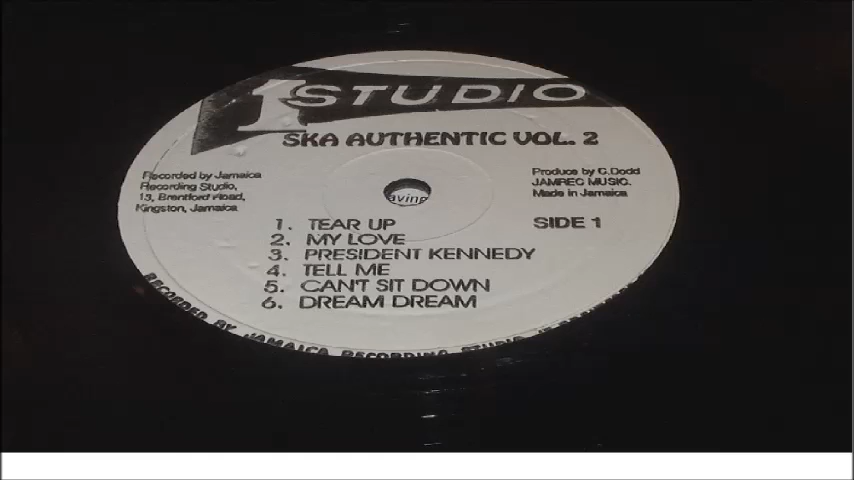 1 STUDIO
SKA AUTHENTIC VOL. 2
Recorded by Jamaica
Recording Studio,
13, Brentford Road,
Kingston, Jamaica
Produce by C.Dodd
JAMREC MUSIC.
Made in Jamaica
aving
SIDE 1
1. TEAR UP
2. MY LOVE
3. PRESIDENT KENNEDY
4. TELL ME
5. CAN'T SIT DOWN
6. DREAM DREAM
RECORDED BY JAMAICA RECORDING STUDIO